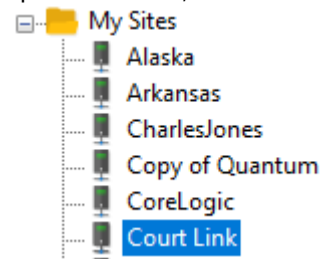 My Sites
Alaska
Arkansas
CharlesJones
Copy of Quantum
CoreLogic
Court Link